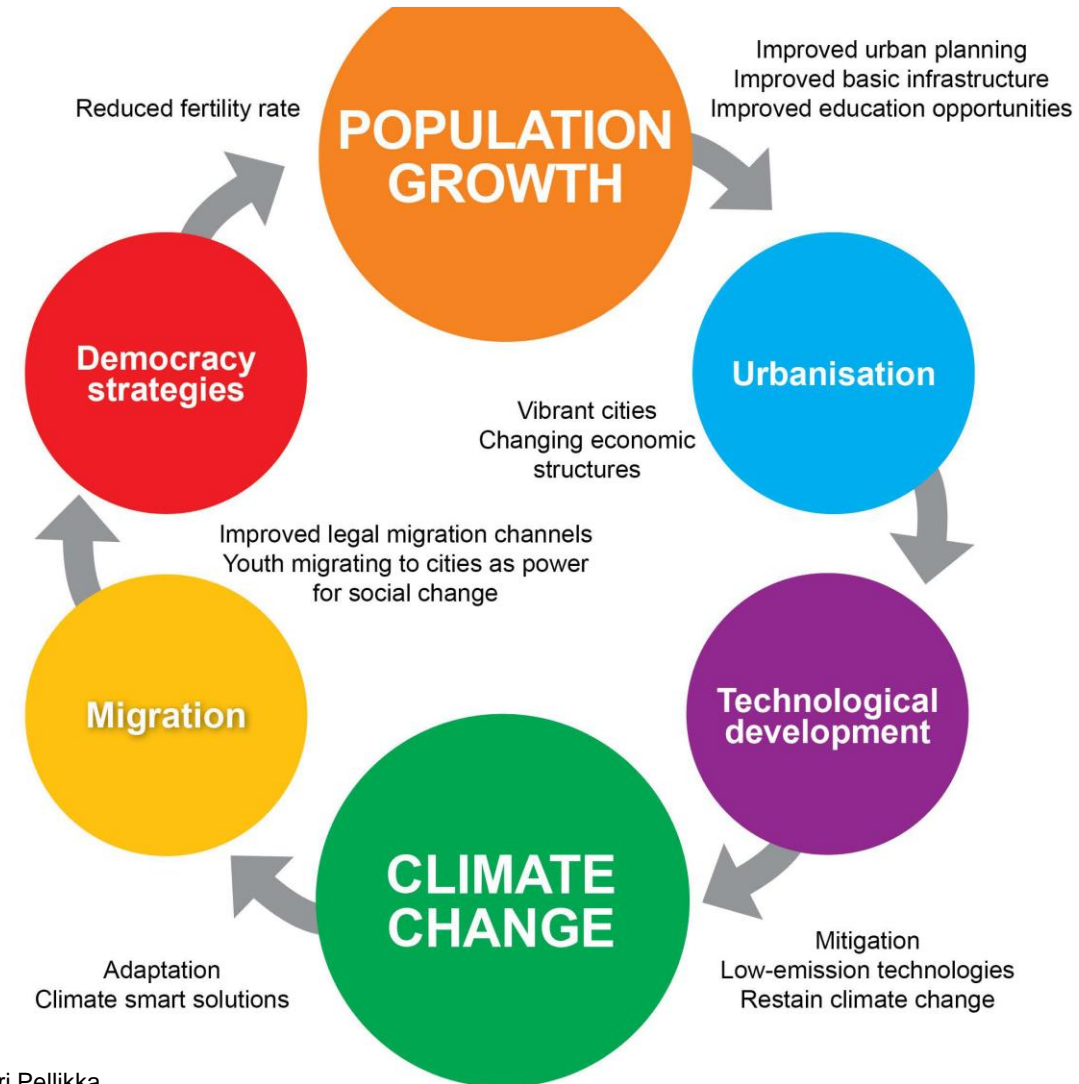 Improved urban planning
Improved basic infrastructure
Improved education opportunities
Reduced fertility rate
POPULATION
GROWTH
Democracy
strategies
Urbanisation
Vibrant cities
Changing economic
structures
Improved legal migration channels
Youth migrating to cities as power
for social change
Migration
Technological
development
CLIMATE
CHANGE
Mitigation
Low-emission technologies
Restain climate change
Adaptation
Climate smart solutions
Pellikka